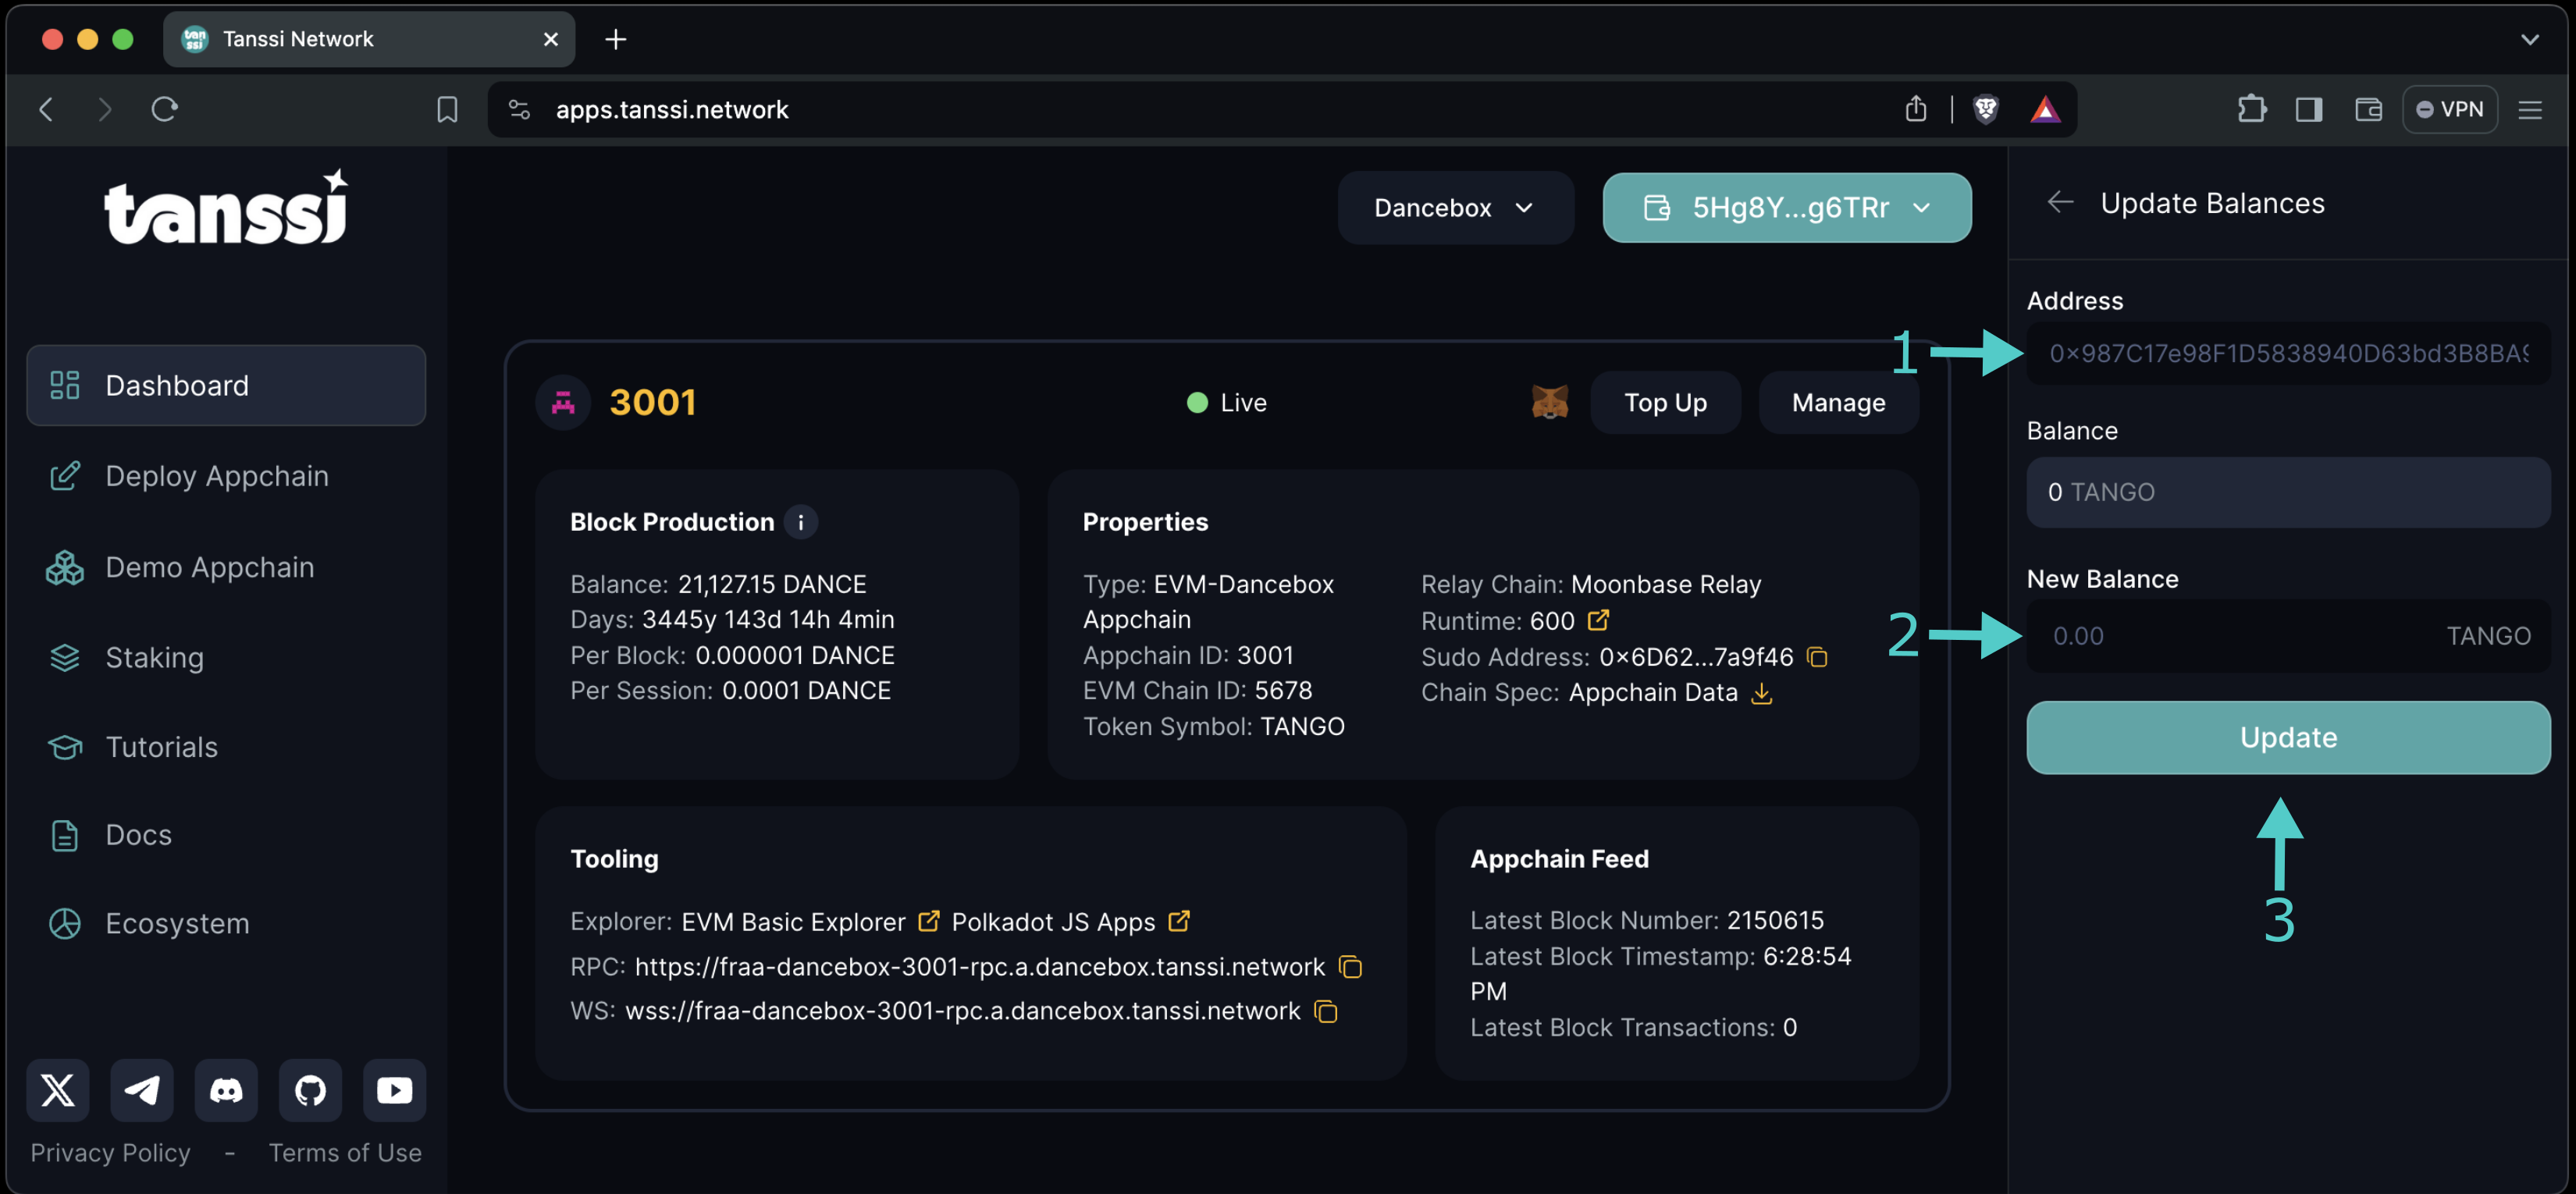 Tanssi Network
apps.tanssi.network
VPN
tanssi
Dashboard
Deploy Appchain
Demo Appchain
Staking
Tutorials
Docs
Ecosystem
Privacy Policy - Terms of Use
Dancebox
5Hg8Y...g6TRr
3001
Live
Top Up
Manage
Block Production
Balance: 21,127.15 DANCE
Days: 3445y 143d 14h 4min
Per Block: 0.000001 DANCE
Per Session: 0.0001 DANCE
Properties
Type: EVM-Dancebox
Appchain
Appchain ID: 3001
EVM Chain ID: 5678
Token Symbol: TANGO
Relay Chain: Moonbase Relay
Runtime: 600
Sudo Address: 0x6D62...7a9f46
Chain Spec: Appchain Data
Tooling
Explorer: EVM Basic Explorer Polkadot JS Apps
RPC: https://fraa-dancebox-3001-rpc.a.dancebox.tanssi.network
WS: wss://fraa-dancebox-3001-rpc.a.dancebox.tanssi.network
Appchain Feed
Latest Block Number: 2150615
Latest Block Timestamp: 6:28:54
PM
Latest Block Transactions: 0
Update Balances
Address
1
0x987C17e98F1D5838940D63bd3B8BA9
Balance
0 TANGO
New Balance
2
0.00 TANGO
Update
3